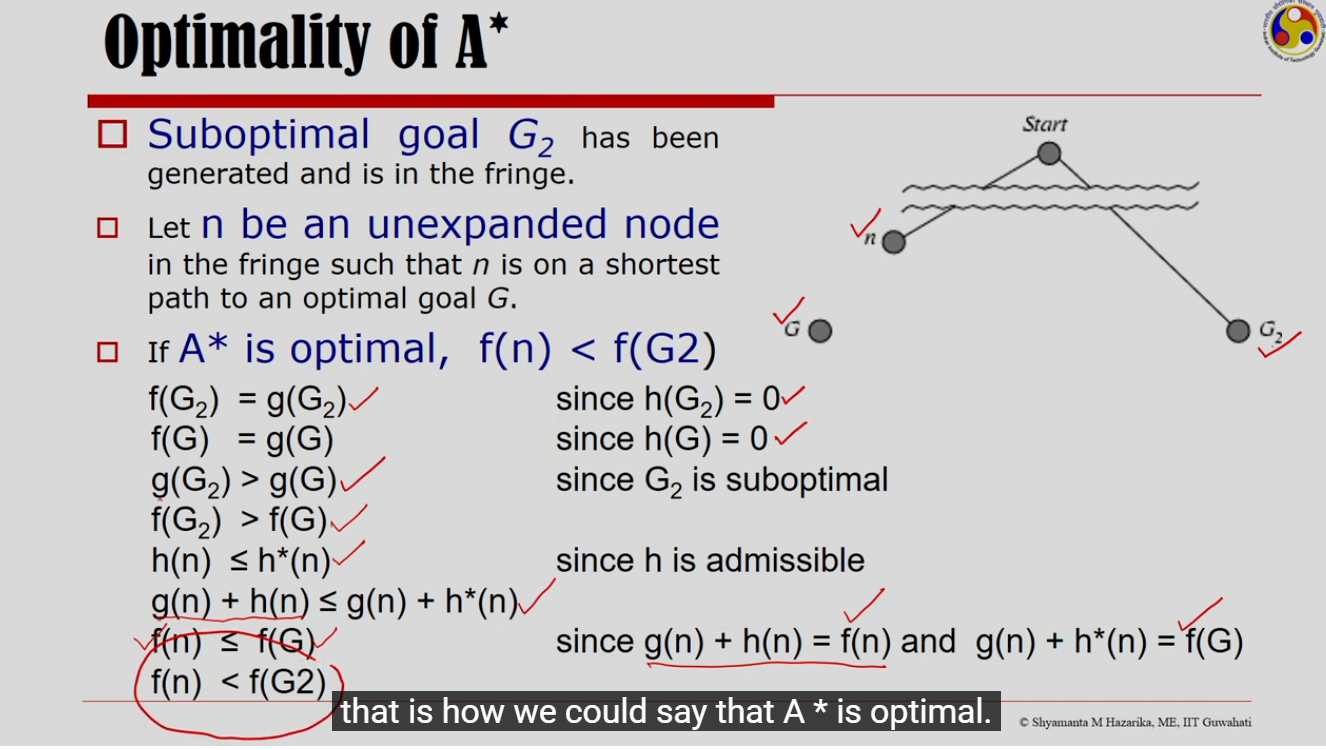 Optimality of A*
Suboptimal goal G₂ has been
generated and is in the fringe.
Let n be an unexpanded node
in the fringe such that n is on a shortest
path to an optimal goal G.
If A* is optimal, f(n) < f(G2)
f(G₂) = g(G₂) since h(G₂) = 0
f(G) = g(G) since h(G) = 0
g(G₂) > g(G) since G₂ is suboptimal
f(G₂) > f(G)
h(n) ≤ h*(n) since h is admissible
g(n) + h(n) ≤ g(n) + h*(n)
f(n) ≤ f(G) since g(n) + h(n) = f(n) and g(n) + h*(n) = f(G)
f(n) < f(G2)
Start
n
G
G₂
that is how we could say that A * is optimal.
© Shyamanta M Hazarika, ME, IIT Guwahati